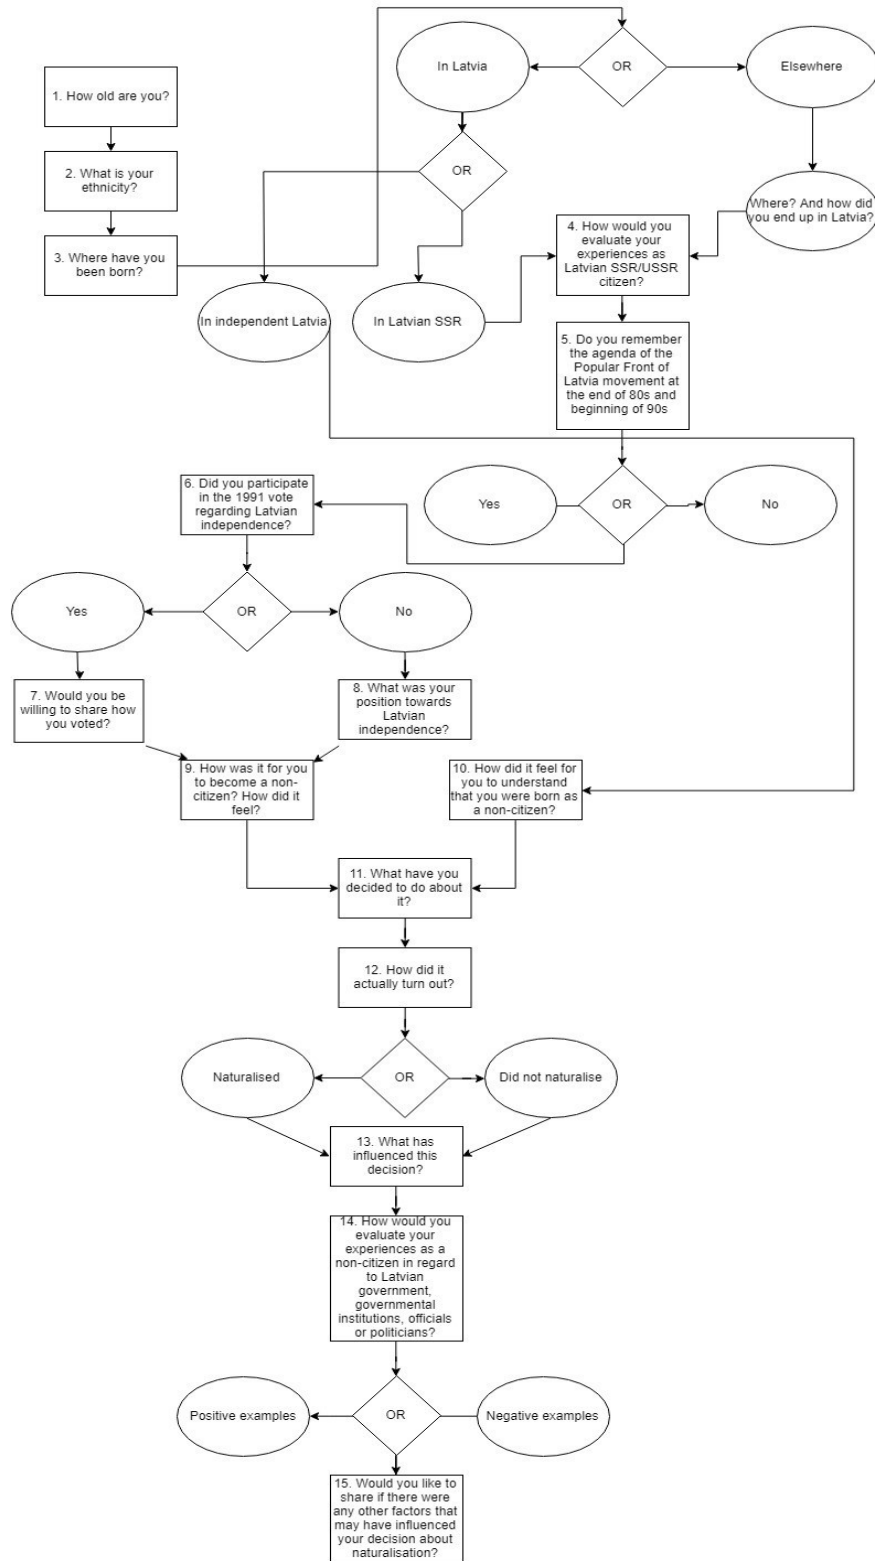 In Latvia
OR
Elsewhere
1. How old are you?
2. What is your
ethnicity?
OR
3. Where have you
been born?
Where? And how did
you end up in Latvia?
4. How would you
evaluate your
experiences as
Latvian SSR/USSR
citizen?
In independent Latvia
In Latvian SSR
5. Do you remember
the agenda of the
Popular Front of
Latvia movement at
the end of 80s and
beginning of 90s
6. Did you participate
in the 1991 vote
regarding Latvian
independence?
Yes
OR
No
Yes
OR
No
7. Would you be
willing to share how
you voted?
8. What was your
position towards
Latvian
independence?
9. How was it for you
to become a non-
citizen? How did it
feel?
10. How did it feel for
you to understand
that you were born as
a non-citizen?
11. What have you
decided to do about
it?
12. How did it
actually turn out?
Naturalised
OR
Did not naturalise
13. What has
influenced this
decision?
14. How would you
evaluate your
experiences as a
non-citizen in regard
to Latvian
government,
governmental
institutions, officials
or politicians?
Positive examples
OR
Negative examples
15. Would you like to
share if there were
any other factors that
may have influenced
your decision about
naturalisation?